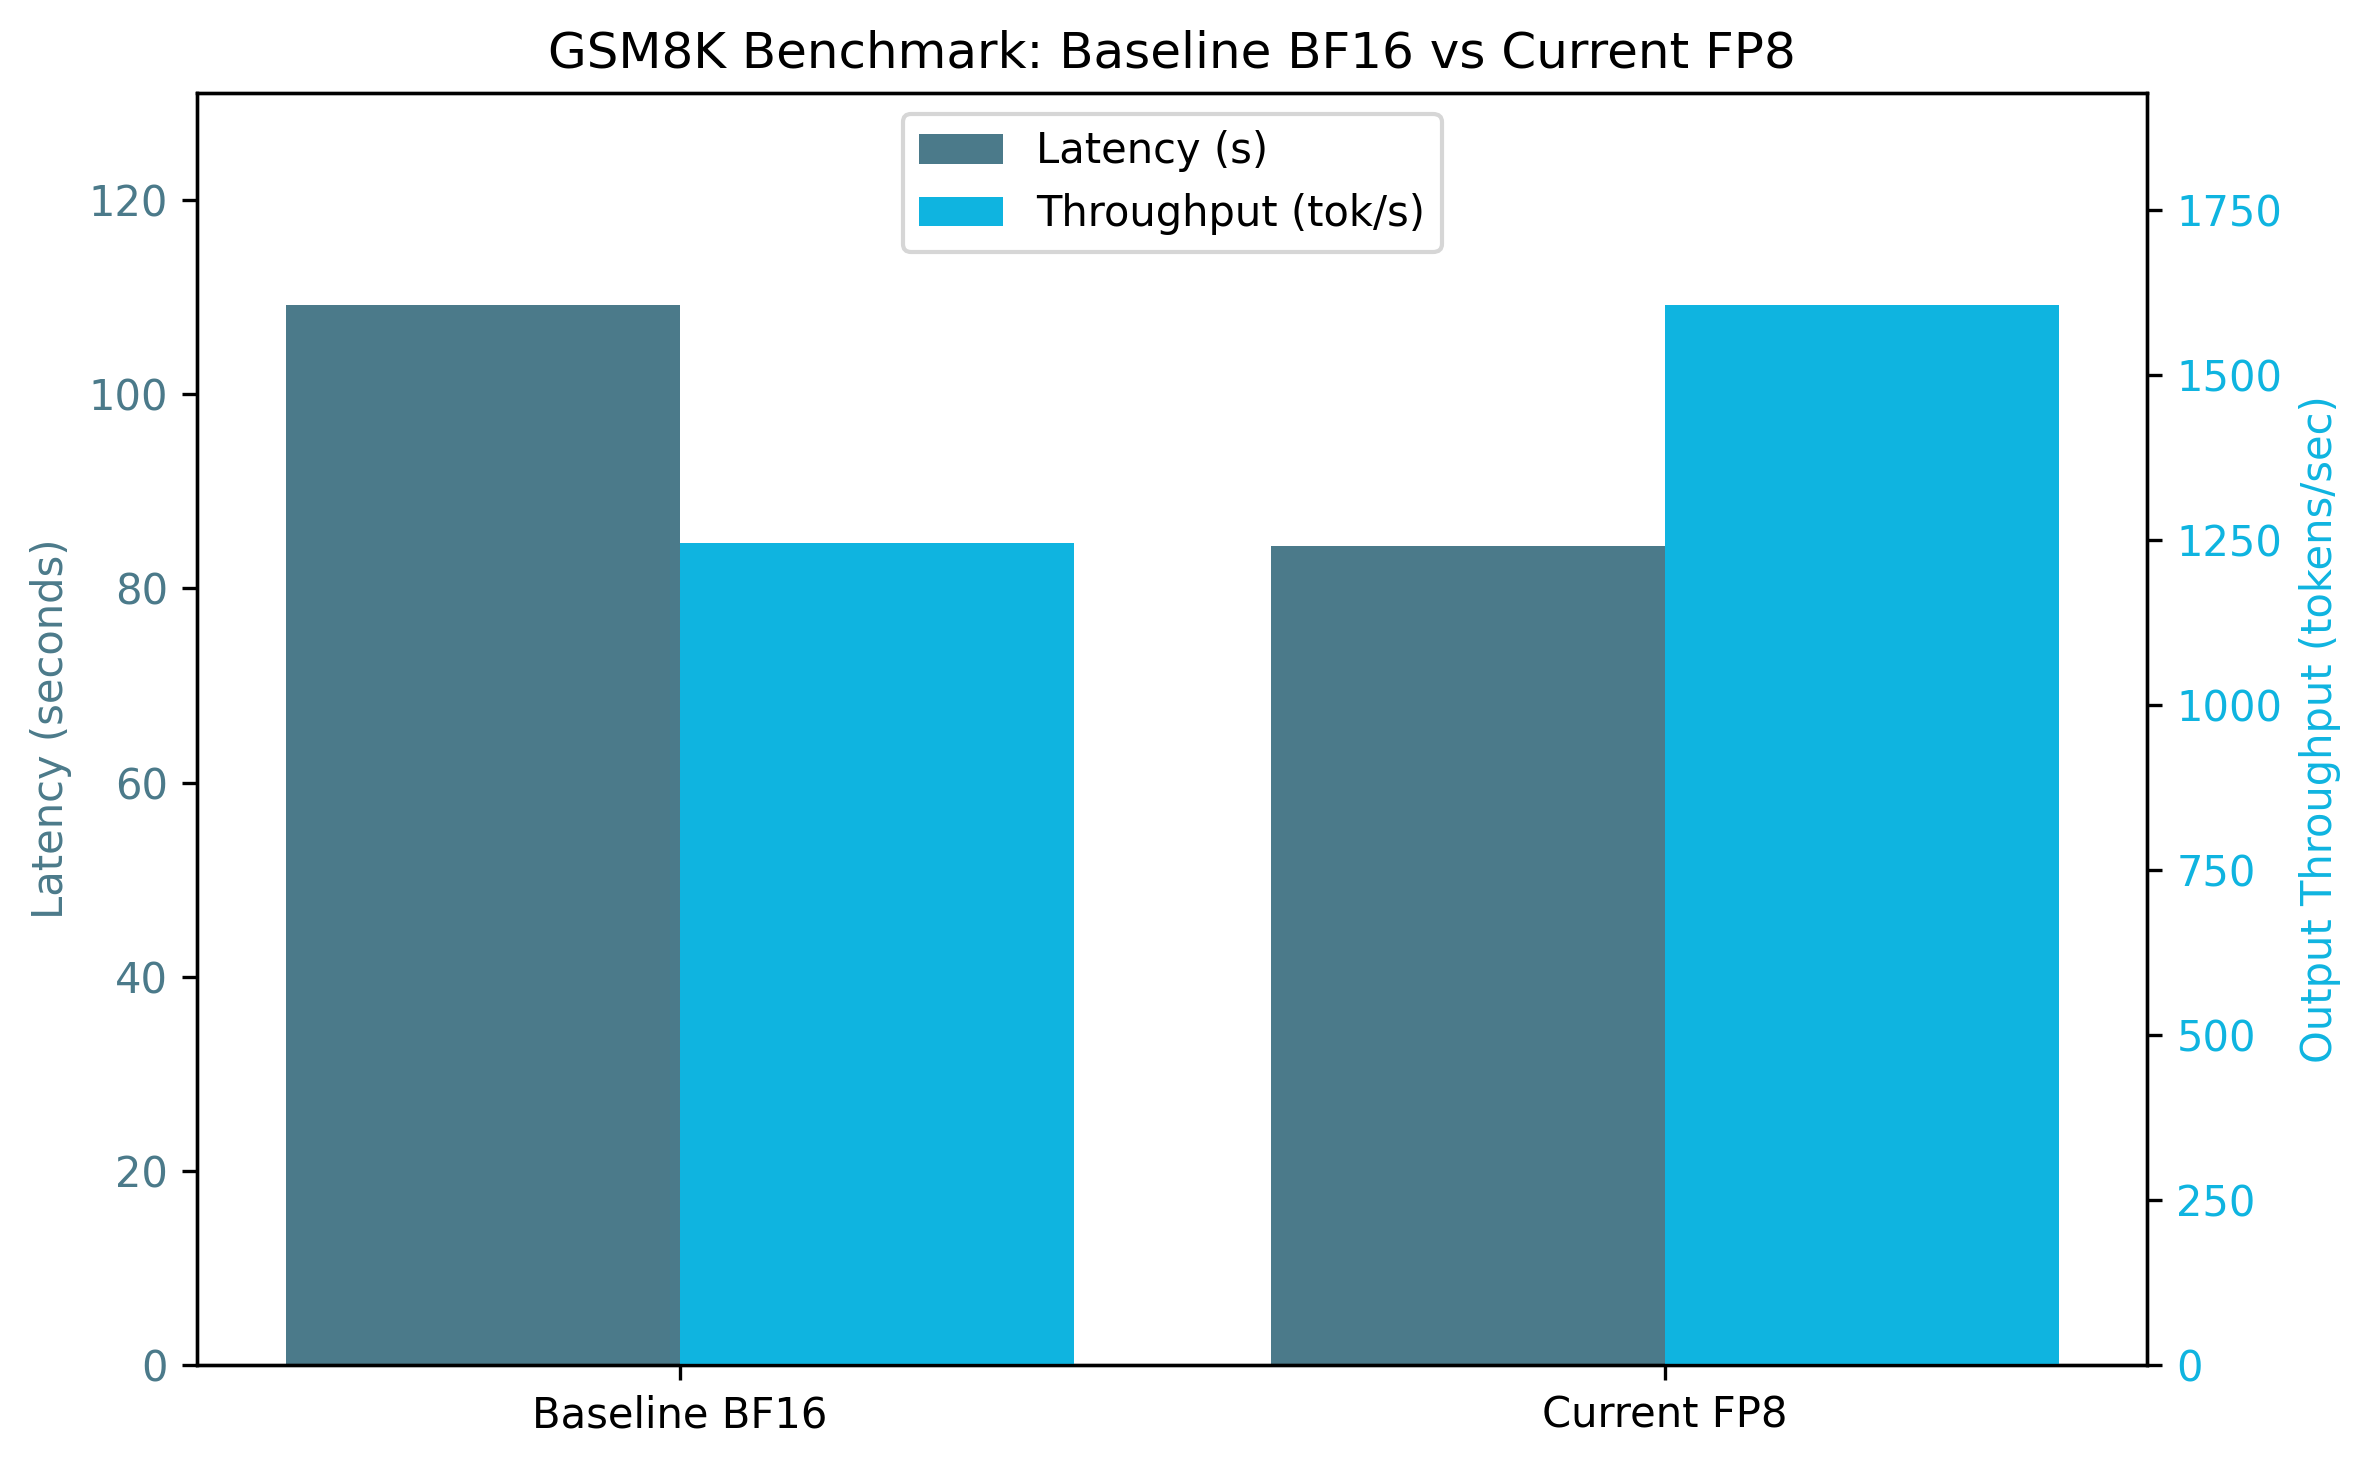 GSM8K Benchmark: Baseline BF16 vs Current FP8
Latency (s)
Throughput (tok/s)
Latency (seconds)
120
100
80
60
40
20
0
1750
1500
1250
1000
750
500
250
0
Output Throughput (tokens/sec)
Baseline BF16
Current FP8